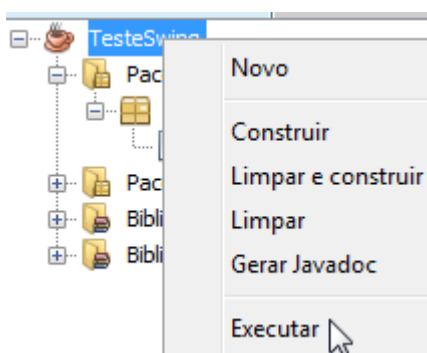 TesteSwing
Novo
Pac
Construir
Limpar e construir
Pac
Limpar
Bibli
Gerar Javadoc
Bibli
Executar